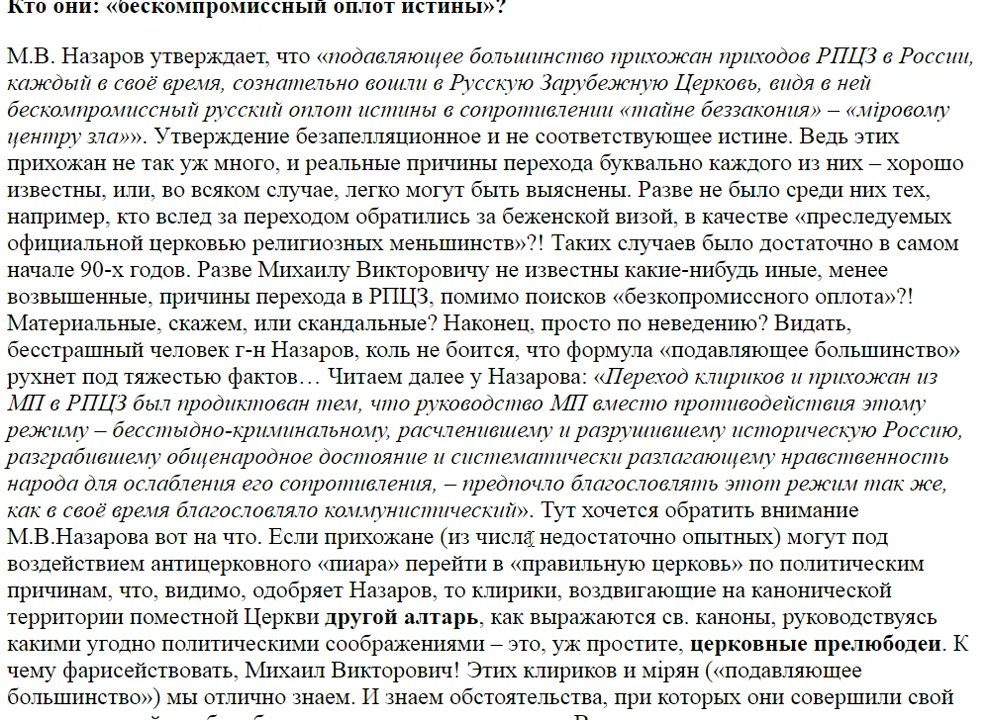 Кто они: «бескомпромиссный оплот истины»?
М.В. Назаров утверждает, что «подавляющее большинство прихожан приходов РПЦЗ в России,
каждый в своё время, сознательно вошли в Русскую Зарубежную Церковь, видя в ней
бескомпромиссный русский оплот истины в сопротивлении «тайне беззакония» – «мiровому
центру зла»». Утверждение безапелляционное и не соответствующее истине. Ведь этих
прихожан не так уж много, и реальные причины перехода буквально каждого из них – хорошо
известны, или, во всяком случае, легко могут быть выяснены. Разве не было среди них тех,
например, кто вслед за переходом обратились за беженской визой, в качестве «преследуемых
официальной церковью религиозных меньшинств»?! Таких случаев было достаточно в самом
начале 90-х годов. Разве Михаилу Викторовичу не известны какие-нибудь иные, менее
возвышенные, причины перехода в РПЦЗ, помимо поисков «безкопромиссного оплота»?!
Материальные, скажем, или скандальные? Наконец, просто по неведению? Видать,
бесстрашный человек г-н Назаров, коль не боится, что формула «подавляющее большинство»
рухнет под тяжестью фактов… Читаем далее у Назарова: «Переход клириков и прихожан из
МП в РПЦЗ был продиктован тем, что руководство МП вместо противодействия этому
режиму – бесстыдно-криминальному, расчленившему и разрушившему историческую Россию,
разграбившему общенародное достояние и систематически разлагающему нравственность
народа для ослабления его сопротивления, – предпочло благословлять этот режим так же,
как в своё время благословляло коммунистический». Тут хочется обратить внимание
М.В.Назарова вот на что. Если прихожане (из числа недостаточно опытных) могут под
воздействием антицерковного «пиара» перейти в «правильную церковь» по политическим
причинам, что, видимо, одобряет Назаров, то клирики, воздвигающие на канонической
территории поместной Церкви другой алтарь, как выражаются св. каноны, руководствуясь
какими угодно политическими соображениями – это, уж простите, церковные прелюбодеи. К
чему фарисействовать, Михаил Викторович! Этих клириков и мiрян («подавляющее
большинство») мы отлично знаем. И знаем обстоятельства, при которых они совершили свой